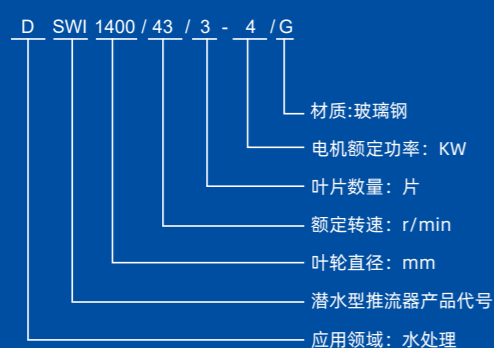 D SWI 1400 / 43 / 3 - 4 / G
材质:玻璃钢
电机额定功率：KW
叶片数量：片
额定转速：r/min
叶轮直径：mm
潜水型推流器产品代号
应用领域：水处理